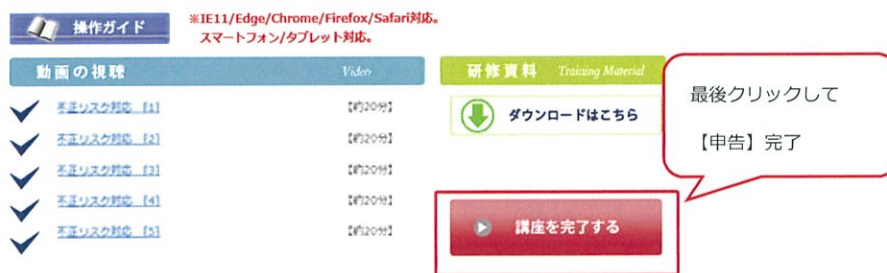 操作ガイド
※IE11/Edge/Chrome/Firefox/Safari対応。
スマートフォン/タブレット対応。
動画の視聴 Video
不正リスク対応 [1] 【約20分】
不正リスク対応 [2] 【約20分】
不正リスク対応 [3] 【約20分】
不正リスク対応 [4] 【約20分】
不正リスク対応 [5] 【約20分】
研修資料 Training Material
ダウンロードはこちら
最後クリックして
【申告】完了
講座を完了する